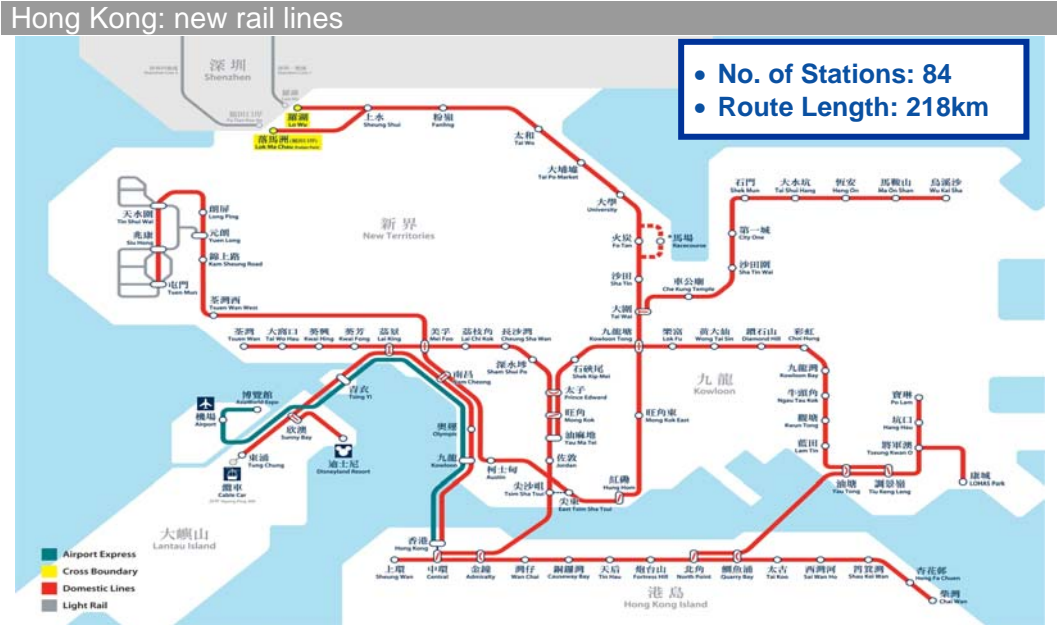 Hong Kong: new rail lines
• No. of Stations: 84
• Route Length: 218km
深圳
Shenzhen
羅湖
Lo Wu
落馬洲
Lok Ma Chau
上水
Sheung Shui
粉嶺
Fanling
太和
Tai Wo
大埔墟
Tai Po Market
大學
University
火炭
Fo Tan
馬場
Racecourse
沙田
Sha Tin
大圍
Tai Wai
車公廟
Che Kung Temple
沙田圍
Sha Tin Wai
第一城
City One
石門
Shek Mun
大水坑
Tai Shui Hang
恆安
Heng On
馬鞍山
Ma On Shan
烏溪沙
Wu Kai Sha
新界
New Territories
天水圍
Tin Shui Wai
兆康
Siu Hong
屯門
Tuen Mun
朗屏
Long Ping
元朗
Yuen Long
錦上路
Kam Sheung Road
荃灣西
Tsuen Wan West
荃灣
Tsuen Wan
大窩口
Tai Wo Hau
葵興
Kwai Hing
葵芳
Kwai Fong
荔景
Lai King
美孚
Mei Foo
荔枝角
Lai Chi Kok
長沙灣
Cheung Sha Wan
深水埗
Sham Shui Po
九龍塘
Kowloon Tong
樂富
Lok Fu
黃大仙
Wong Tai Sin
鑽石山
Diamond Hill
彩虹
Choi Hung
石硤尾
Shek Kip Mei
太子
Prince Edward
旺角
Mong Kok
油麻地
Yau Ma Tei
佐敦
Jordan
尖沙咀
Tsim Sha Tsui
尖東
East Tsim Sha Tsui
柯士甸
Austin
紅磡
Hung Hom
旺角東
Mong Kok East
九龍
Kowloon
九龍灣
Kowloon Bay
牛頭角
Ngau Tau Kok
觀塘
Kwun Tong
藍田
Lam Tin
油塘
Yau Tong
調景嶺
Tiu Keng Leng
將軍澳
Tseung Kwan O
坑口
Hang Hau
寶琳
Po Lam
康城
LOHAS Park
南昌
Nam Cheong
奧運
Olympic
九龍
Kowloon
香港
Hong Kong
青衣
Tsing Yi
博覽館
AsiaWorld-Expo
機場
Airport
欣澳
Sunny Bay
迪士尼
Disneyland Resort
東涌
Tung Chung
纜車
Cable Car
大嶼山
Lantau Island
上環
Sheung Wan
中環
Central
金鐘
Admiralty
灣仔
Wan Chai
銅鑼灣
Causeway Bay
天后
Tin Hau
炮台山
Fortress Hill
北角
North Point
鰂魚涌
Quarry Bay
太古
Tai Koo
西灣河
Sai Wan Ho
筲箕灣
Shau Kei Wan
杏花邨
Heng Fa Chuen
柴灣
Chai Wan
港島
Hong Kong Island
Airport Express
Cross Boundary
Domestic Lines
Light Rail